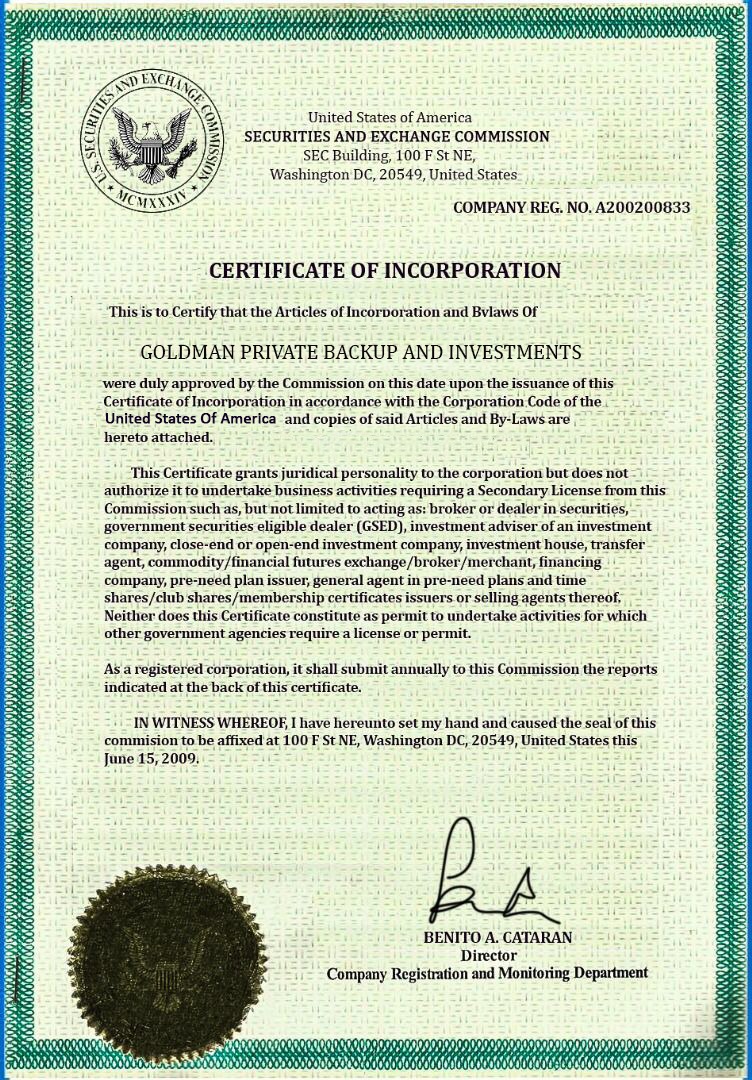 U.S. SECURITIES AND EXCHANGE COMMISSION
MCMXXXIV
United States of America
SECURITIES AND EXCHANGE COMMISSION
SEC Building, 100 F St NE,
Washington DC, 20549, United States
COMPANY REG. NO. A200200833
CERTIFICATE OF INCORPORATION
This is to Certify that the Articles of Incorporation and Bylaws Of
GOLDMAN PRIVATE BACKUP AND INVESTMENTS
were duly approved by the Commission on this date upon the issuance of this
Certificate of Incorporation in accordance with the Corporation Code of the
United States Of America and copies of said Articles and By-Laws are
hereto attached.
This Certificate grants juridical personality to the corporation but does not
authorize it to undertake business activities requiring a Secondary License from this
Commission such as, but not limited to acting as: broker or dealer in securities,
government securities eligible dealer (GSED), investment adviser of an investment
company, close-end or open-end investment company, investment house, transfer
agent, commodity/financial futures exchange/broker/merchant, financing
company, pre-need plan issuer, general agent in pre-need plans and time
shares/club shares/membership certificates issuers or selling agents thereof.
Neither does this Certificate constitute as permit to undertake activities for which
other government agencies require a license or permit.
As a registered corporation, it shall submit annually to this Commission the reports
indicated at the back of this certificate.
IN WITNESS WHEREOF, I have hereunto set my hand and caused the seal of this
commision to be affixed at 100 F St NE, Washington DC, 20549, United States this
June 15, 2009.
BENITO A. CATARAN
Director
Company Registration and Monitoring Department